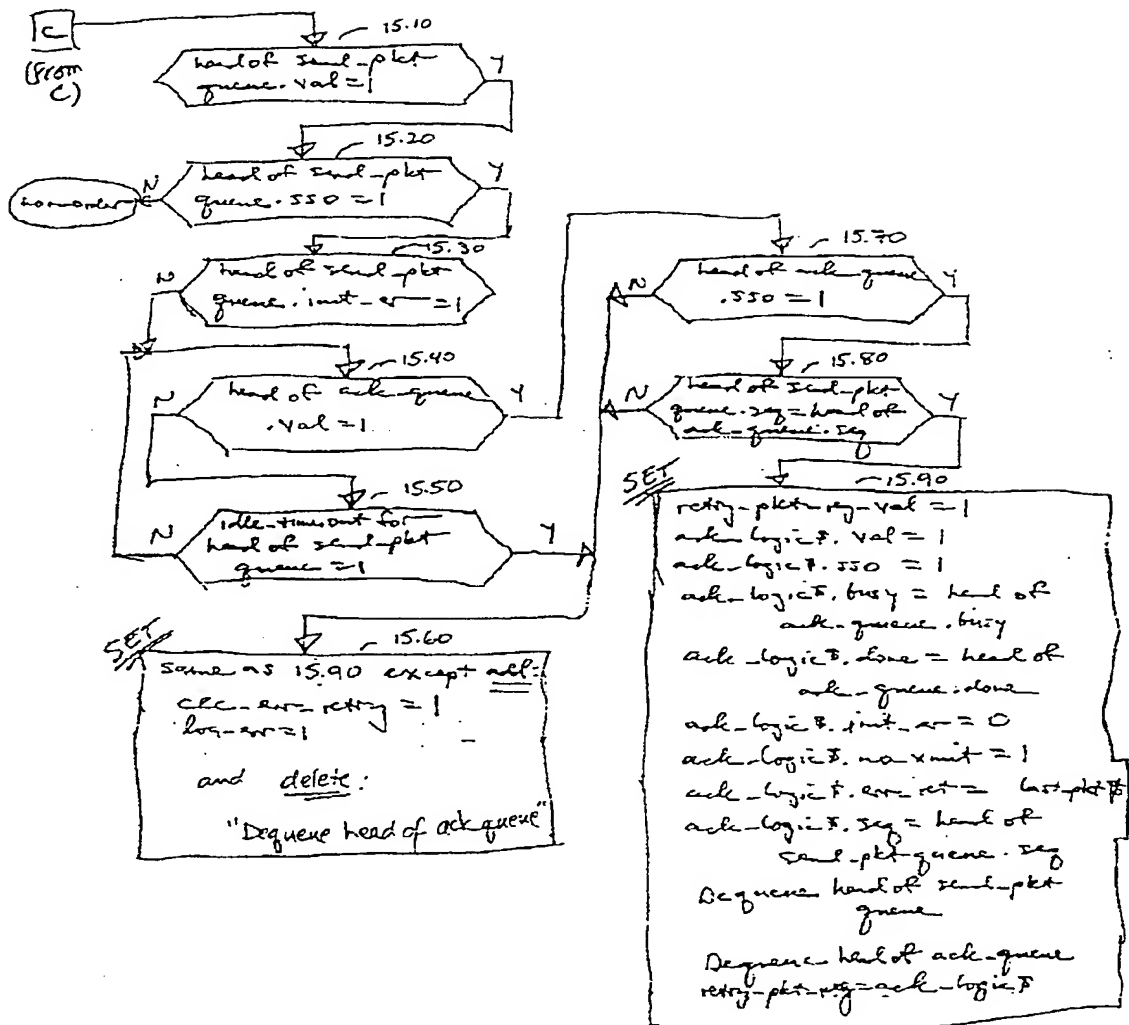 C
(From
C)
15.10
head of send-pkt
queue.val=1
Y
15.20
head of send-pkt
queue.sso=1
N
Y
nonorder
15.30
head of send-pkt
queue.init-err=1
N
15.40
head of ack-queue
.val=1
N
Y
15.50
idle-timeout for
head of send-pkt
queue=1
N
Y
SET
15.60
same as 15.90 except add:
err-retry=1
log-err=1
and delete:
"Dequeue head of ack queue"
15.70
head of ack-queue
.sso=1
N
Y
15.80
head of send-pkt
queue.seq=head of
ack-queue.seq
N
Y
SET
15.90
retry-pkt-reg-val=1
ack-logic$.val=1
ack-logic$.sso=1
ack-logic$.busy=head of
ack-queue.busy
ack-logic$.done=head of
ack-queue.done
ack-logic$.init-err=0
ack-logic$.no xmit=1
ack-logic$.err-ret= last-pkt$
ack-logic$.seq=head of
send-pkt-queue.seq
Dequeue head of send-pkt
queue
Dequeue head of ack-queue
retry-pkt-reg=ack-logic$